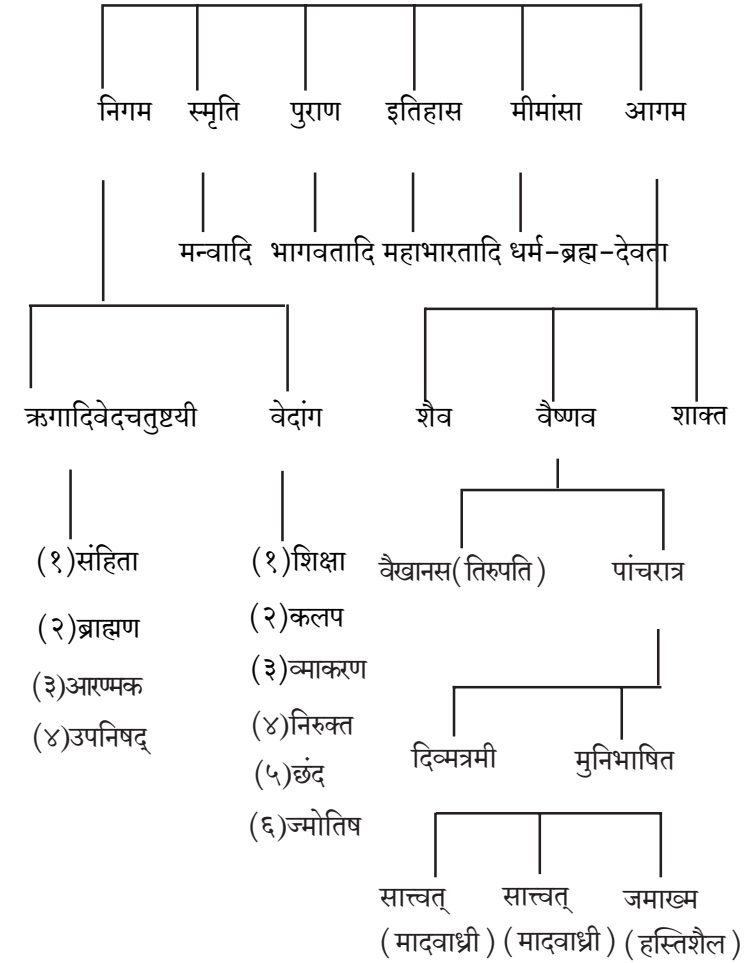 निगम स्मृति पुराण इतिहास मीमांसा आगम
मन्वादि भागवतादि महाभारतादि धर्म-ब्रह्म-देवता
ऋगादिवेदचतुष्टयी वेदांग शैव वैष्णव शाक्त
(१)संहिता (१)शिक्षा वैखानस(तिरुपति) पांचरात्र
(२)ब्राह्मण (२)कलप
(३)आरण्मक (३)व्माकरण
(४)उपनिषद् (४)निरुक्त दिव्मत्रमी मुनिभाषित
(५)छंद
(६)ज्मोतिष
सात्त्वत् सात्त्वत् जमाख्म
(मादवाध्री) (मादवाध्री) (हस्तिशैल)